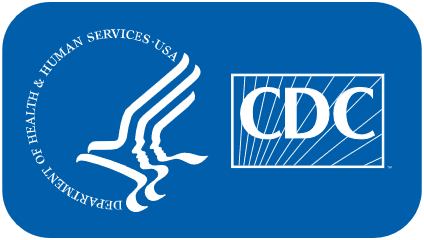 DEPARTMENT OF HEALTH & HUMAN SERVICES·USA
CDC